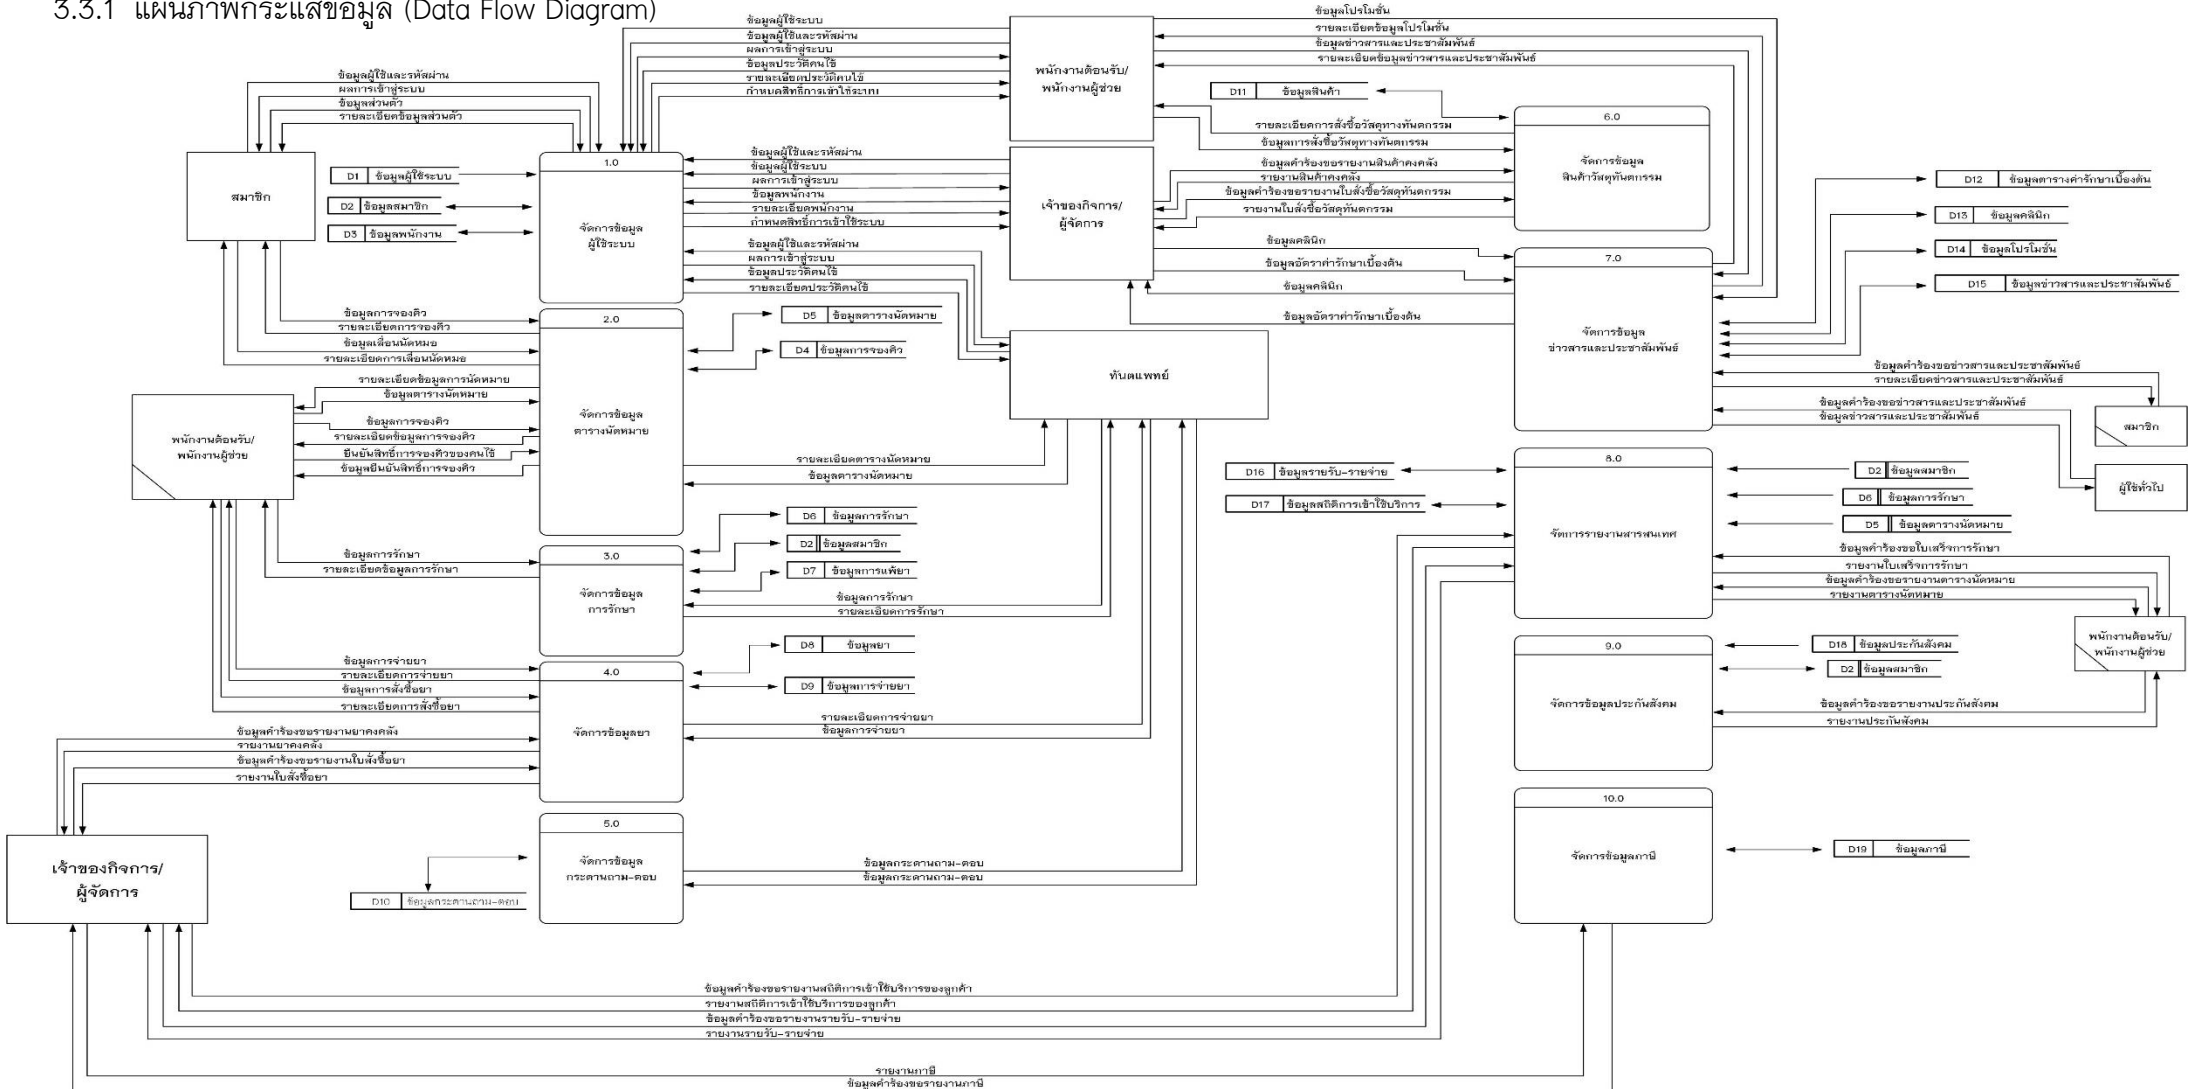 3.3.1 แผนภาพกระแสข้อมูล (Data Flow Diagram)
ข้อมูลผู้ใช้ระบบ
ข้อมูลผู้ใช้และรหัสผ่าน
ผลการเข้าสู่ระบบ
ข้อมูลประวัติคนไข้
รายละเอียดประวัติคนไข้
กำหนดสิทธิ์การเข้าใช้ระบบ
พนักงานต้อนรับ/
พนักงานผู้ช่วย
ข้อมูลโปรโมชั่น
รายละเอียดข้อมูลโปรโมชั่น
ข้อมูลข่าวสารและประชาสัมพันธ์
รายละเอียดข้อมูลข่าวสารและประชาสัมพันธ์
ข้อมูลผู้ใช้และรหัสผ่าน
ผลการเข้าสู่ระบบ
ข้อมูลส่วนตัว
รายละเอียดข้อมูลส่วนตัว
สมาชิก
D1 ข้อมูลผู้ใช้ระบบ
D2 ข้อมูลสมาชิก
D3 ข้อมูลพนักงาน
1.0
จัดการข้อมูล
ผู้ใช้ระบบ
ข้อมูลผู้ใช้และรหัสผ่าน
ข้อมูลผู้ใช้ระบบ
ผลการเข้าสู่ระบบ
ข้อมูลพนักงาน
รายละเอียดพนักงาน
กำหนดสิทธิ์การเข้าใช้ระบบ
ข้อมูลผู้ใช้และรหัสผ่าน
ผลการเข้าสู่ระบบ
ข้อมูลประวัติคนไข้
รายละเอียดประวัติคนไข้
เจ้าของกิจการ/
ผู้จัดการ
D11 ข้อมูลสินค้า
รายละเอียดการสั่งซื้อวัสดุทางทันตกรรม
ข้อมูลการสั่งซื้อวัสดุทางทันตกรรม
ข้อมูลคำร้องขอรายงานสินค้าคงคลัง
รายงานสินค้าคงคลัง
ข้อมูลคำร้องขอรายงานใบสั่งซื้อวัสดุทันตกรรม
รายงานใบสั่งซื้อวัสดุทันตกรรม
6.0
จัดการข้อมูล
สินค้าวัสดุทันตกรรม
ข้อมูลคลินิก
ข้อมูลอัตราค่ารักษาเบื้องต้น
ข้อมูลคลินิก
ข้อมูลอัตราค่ารักษาเบื้องต้น
7.0
จัดการข้อมูล
ข่าวสารและประชาสัมพันธ์
D12 ข้อมูลตารางค่ารักษาเบื้องต้น
D13 ข้อมูลคลินิก
D14 ข้อมูลโปรโมชั่น
D15 ข้อมูลข่าวสารและประชาสัมพันธ์
ข้อมูลคำร้องขอข่าวสารและประชาสัมพันธ์
รายละเอียดข่าวสารและประชาสัมพันธ์
ข้อมูลคำร้องขอข่าวสารและประชาสัมพันธ์
ข้อมูลข่าวสารและประชาสัมพันธ์
สมาชิก
ผู้ใช้ทั่วไป
ข้อมูลการจองคิว
รายละเอียดการจองคิว
ข้อมูลเลื่อนนัดหมอ
รายละเอียดการเลื่อนนัดหมอ
รายละเอียดข้อมูลการนัดหมาย
ข้อมูลตารางนัดหมาย
ข้อมูลการจองคิว
รายละเอียดข้อมูลการจองคิว
ยืนยันสิทธิ์การจองคิวของคนไข้
ข้อมูลยืนยันสิทธิ์การจองคิว
พนักงานต้อนรับ/
พนักงานผู้ช่วย
2.0
จัดการข้อมูล
ตารางนัดหมาย
D5 ข้อมูลตารางนัดหมาย
D4 ข้อมูลการจองคิว
ทันตแพทย์
รายละเอียดตารางนัดหมาย
ข้อมูลตารางนัดหมาย
D6 ข้อมูลการรักษา
D2 ข้อมูลสมาชิก
D7 ข้อมูลการแพ้ยา
ข้อมูลการรักษา
รายละเอียดข้อมูลการรักษา
3.0
จัดการข้อมูล
การรักษา
ข้อมูลการรักษา
รายละเอียดการรักษา
D16 ข้อมูลรายรับ-รายจ่าย
D17 ข้อมูลสถิติการเข้าใช้บริการ
8.0
จัดการรายงานสารสนเทศ
D2 ข้อมูลสมาชิก
D6 ข้อมูลการรักษา
D5 ข้อมูลตารางนัดหมาย
ข้อมูลคำร้องขอใบเสร็จการรักษา
รายงานใบเสร็จการรักษา
ข้อมูลคำร้องขอรายงานตารางนัดหมาย
รายงานตารางนัดหมาย
พนักงานต้อนรับ/
พนักงานผู้ช่วย
ข้อมูลการจ่ายยา
รายละเอียดการจ่ายยา
ข้อมูลการสั่งซื้อยา
รายละเอียดการสั่งซื้อยา
4.0
จัดการข้อมูลยา
D8 ข้อมูลยา
D9 ข้อมูลการจ่ายยา
รายละเอียดการจ่ายยา
ข้อมูลการจ่ายยา
9.0
จัดการข้อมูลประกันสังคม
D18 ข้อมูลประกันสังคม
D2 ข้อมูลสมาชิก
ข้อมูลคำร้องขอรายงานประกันสังคม
รายงานประกันสังคม
ข้อมูลคำร้องขอรายงานยาคงคลัง
รายงานยาคงคลัง
ข้อมูลคำร้องขอรายงานใบสั่งซื้อยา
รายงานใบสั่งซื้อยา
เจ้าของกิจการ/
ผู้จัดการ
5.0
จัดการข้อมูล
กระดานถาม-ตอบ
D10 ข้อมูลกระดานถาม-ตอบ
ข้อมูลกระดานถาม-ตอบ
ข้อมูลกระดานถาม-ตอบ
10.0
จัดการข้อมูลภาษี
D19 ข้อมูลภาษี
ข้อมูลคำร้องขอรายงานสถิติการเข้าใช้บริการของลูกค้า
รายงานสถิติการเข้าใช้บริการของลูกค้า
ข้อมูลคำร้องขอรายงานรายรับ-รายจ่าย
รายงานรายรับ-รายจ่าย
รายงานภาษี
ข้อมูลคำร้องขอรายงานภาษี